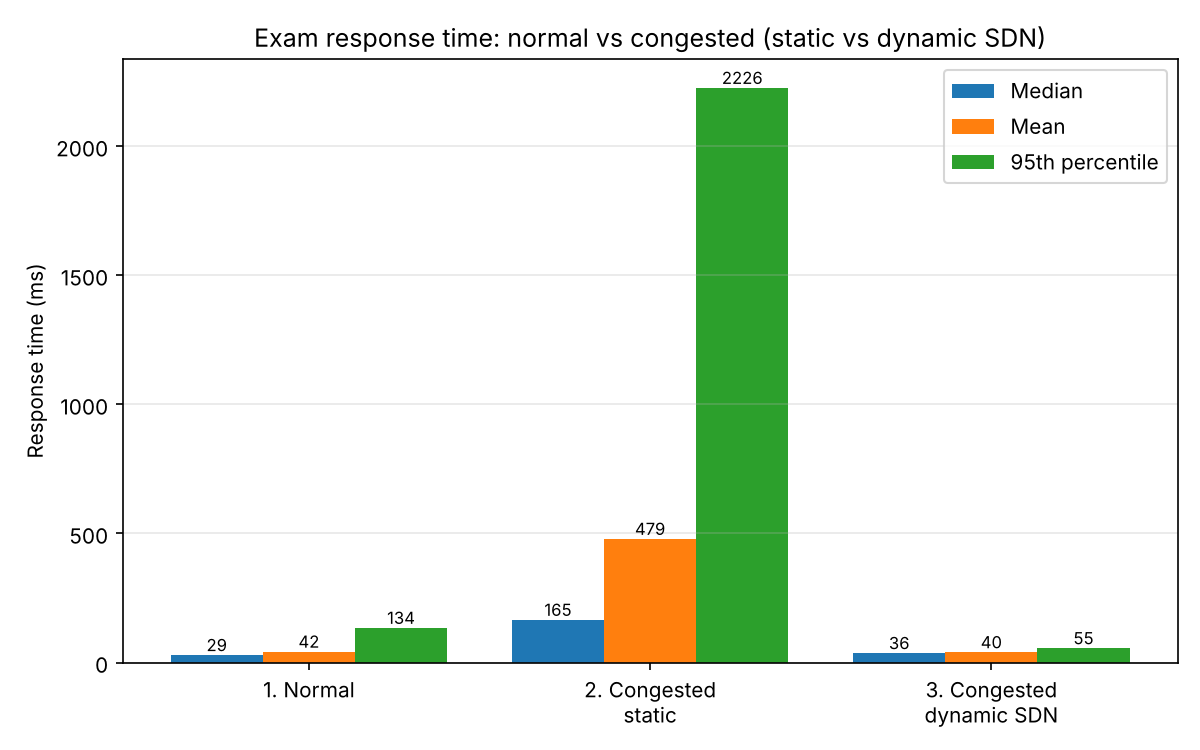 Exam response time: normal vs congested (static vs dynamic SDN)
2226
Median
Mean
95th percentile
2000
1500
Response time (ms)
1000
500
479
165
134
29
42
36
40
55
0
1. Normal
2. Congested
static
3. Congested
dynamic SDN